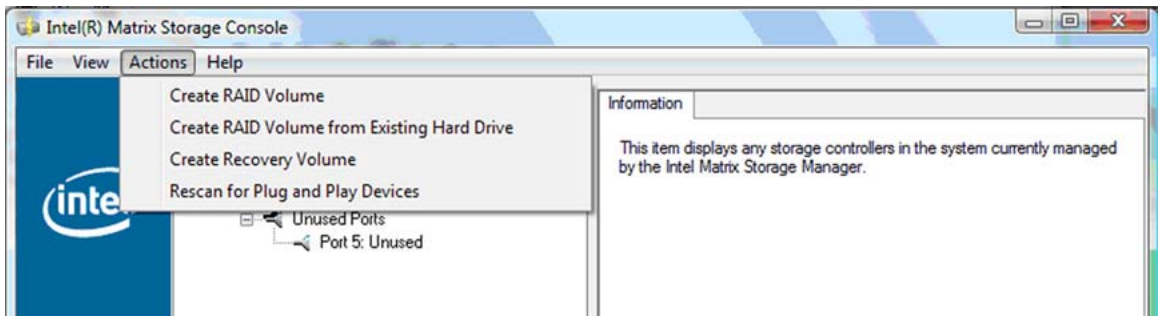 Intel(R) Matrix Storage Console
File View Actions Help
Create RAID Volume
Create RAID Volume from Existing Hard Drive
Create Recovery Volume
Rescan for Plug and Play Devices
Unused Ports
Port 5: Unused
Information
This item displays any storage controllers in the system currently managed
by the Intel Matrix Storage Manager.